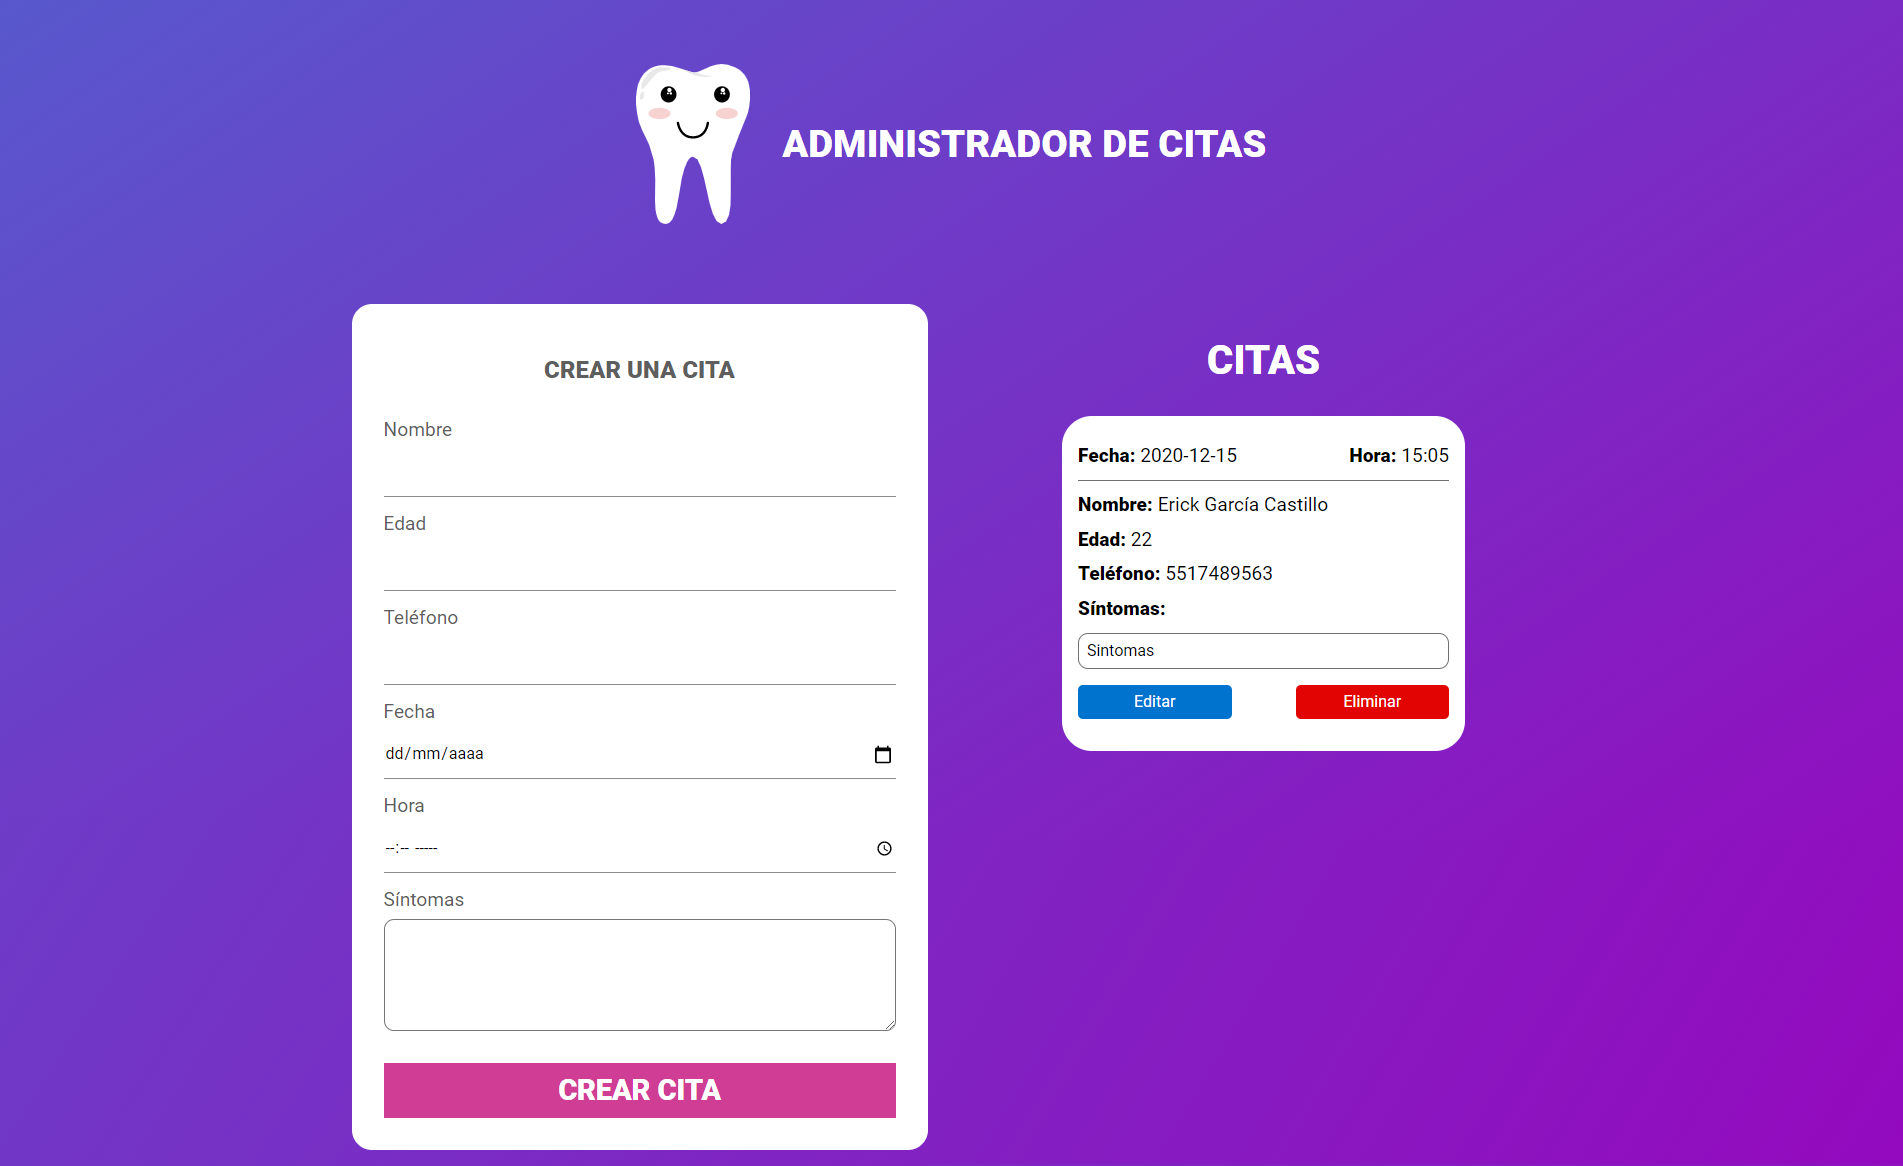 ADMINISTRADOR DE CITAS
CREAR UNA CITA
Nombre
Edad
Teléfono
Fecha
dd/mm/aaaa
Hora
--:-- -----
Síntomas
CREAR CITA
CITAS
Fecha: 2020-12-15 Hora: 15:05
Nombre: Erick García Castillo
Edad: 22
Teléfono: 5517489563
Síntomas:
Sintomas
Editar Eliminar